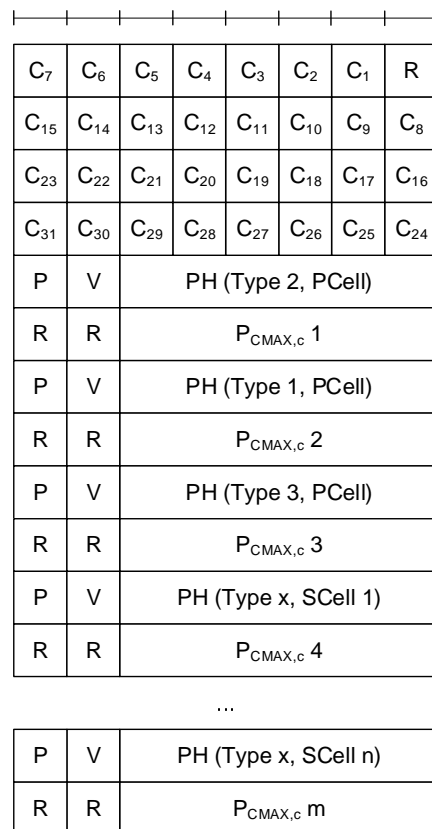 C7 C6 C5 C4 C3 C2 C1 R
C15 C14 C13 C12 C11 C10 C9 C8
C23 C22 C21 C20 C19 C18 C17 C16
C31 C30 C29 C28 C27 C26 C25 C24
P V PH (Type 2, PCell)
R R PCMAX,c 1
P V PH (Type 1, PCell)
R R PCMAX,c 2
P V PH (Type 3, PCell)
R R PCMAX,c 3
P V PH (Type x, SCell 1)
R R PCMAX,c 4
...
P V PH (Type x, SCell n)
R R PCMAX,c m